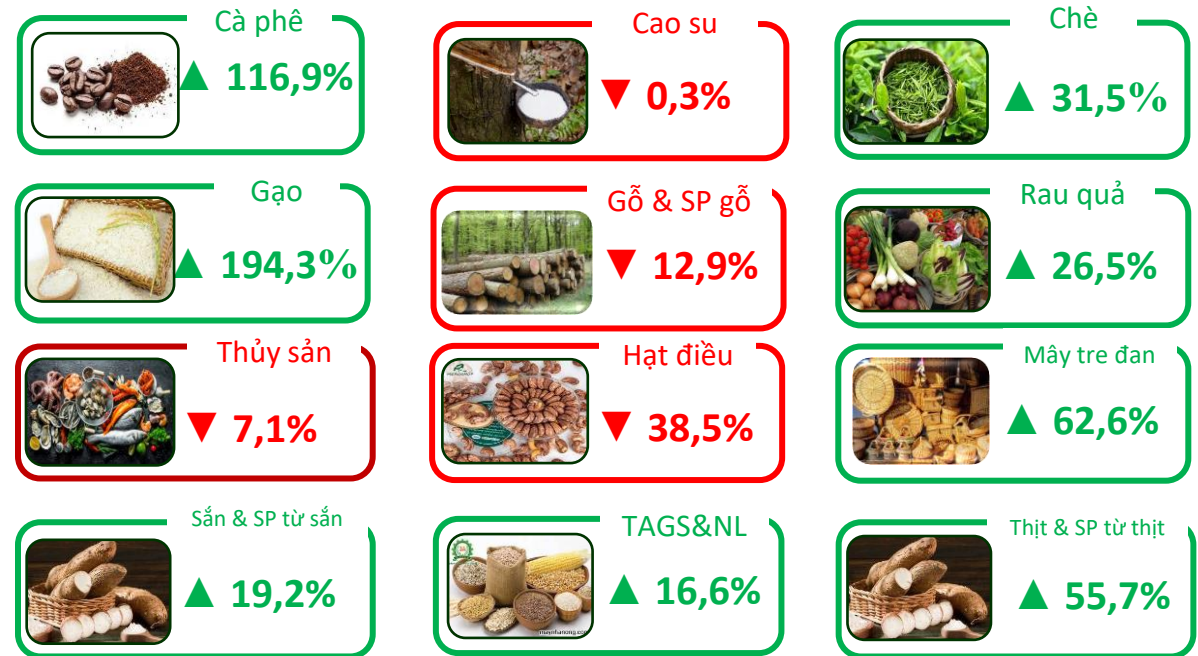 Cà phê
▲ 116,9%
Cao su
▼ 0,3%
Chè
▲ 31,5%
Gạo
▲ 194,3%
Gỗ & SP gỗ
▼ 12,9%
Rau quả
▲ 26,5%
Thủy sản
▼ 7,1%
Hạt điều
▼ 38,5%
Mây tre đan
▲ 62,6%
Sắn & SP từ sắn
▲ 19,2%
TAGS&NL
▲ 16,6%
maynhanong.com
Thịt & SP từ thịt
▲ 55,7%